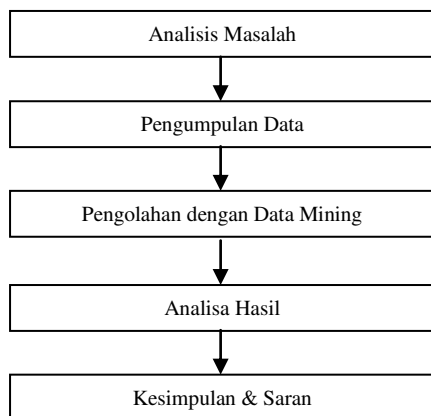 Analisis Masalah
Pengumpulan Data
Pengolahan dengan Data Mining
Analisa Hasil
Kesimpulan & Saran